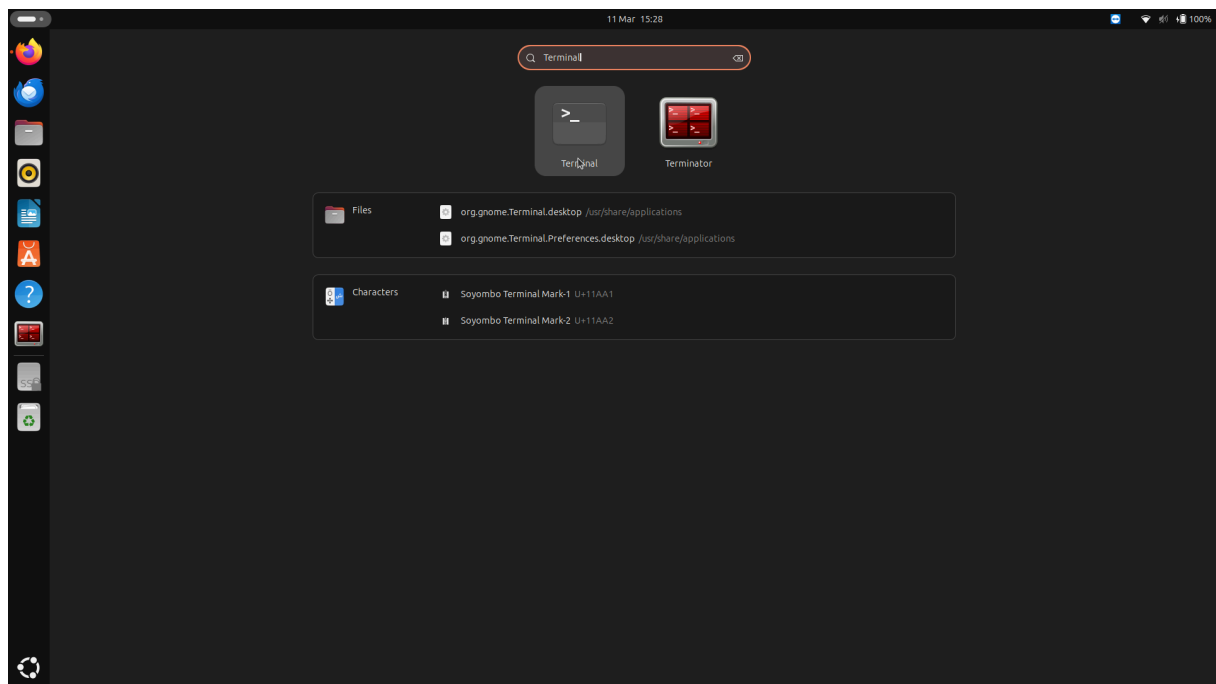 11 Mar 15:28
100%
Terminal
>_
Terminal
Terminator
Files
org.gnome.Terminal.desktop /usr/share/applications
org.gnome.Terminal.Preferences.desktop /usr/share/applications
Characters
Soyombo Terminal Mark-1 U+11AA1
Soyombo Terminal Mark-2 U+11AA2